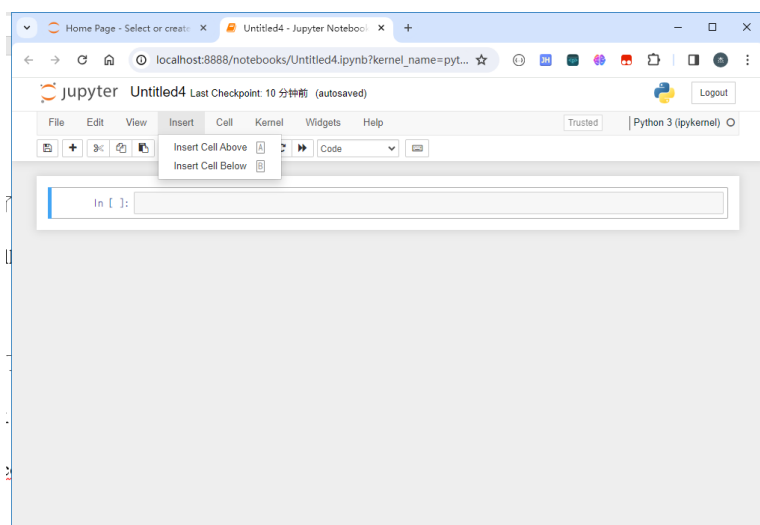 Home Page - Select or create
Untitled4 - Jupyter Notebook
localhost:8888/notebooks/Untitled4.ipynb?kernel_name=pyt...
JH
jupyter Untitled4 Last Checkpoint: 10 分钟前 (autosaved)
Logout
File Edit View Insert Cell Kernel Widgets Help
Trusted
Python 3 (ipykernel)
Insert Cell Above A
Insert Cell Below B
Code
In [ ]: